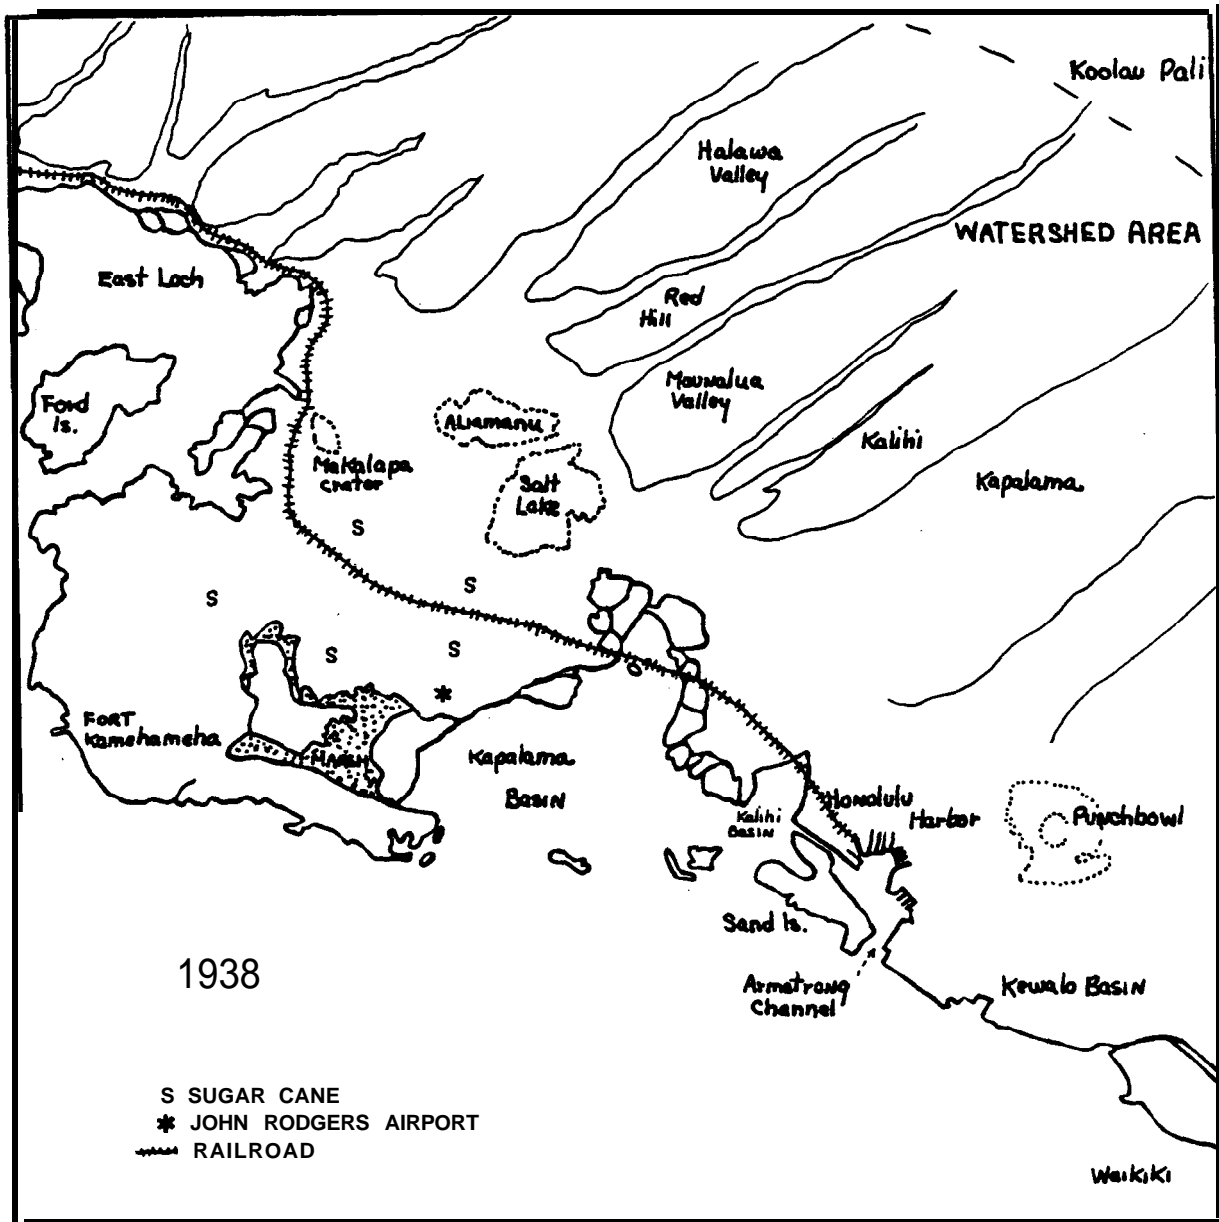 Koolau Pali
Halawa
Valley
WATERSHED AREA
East Loch
Red
Hill
Mounalua
Valley
Ford
Is.
Aliamanu
Kalihi
Makalapa
crater
Salt
Lake
Kapalama
S
S
S
S
S
FORT
Kamehameha
MARSH
Kapalama
BASIN
Kalihi
BASIN
Honolulu
Harbor
Punchbowl
Sand Is.
1938
Armstrong
Channel
Kewalo BASIN
S SUGAR CANE
* JOHN RODGERS AIRPORT
RAILROAD
WaiKiKi